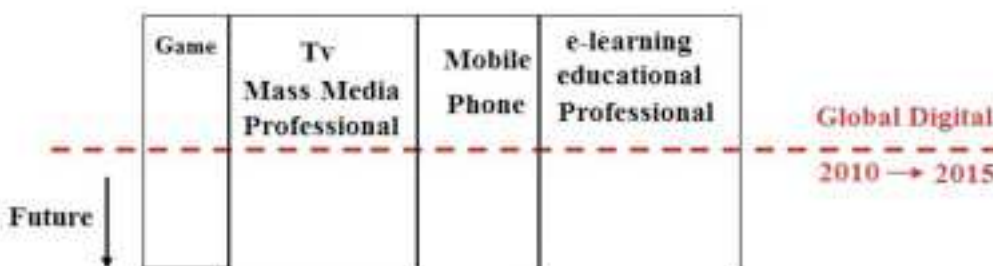 Game
Tv
Mass Media
Professional
Mobile
Phone
e-learning
educational
Professional
Global Digital
2010 → 2015
Future